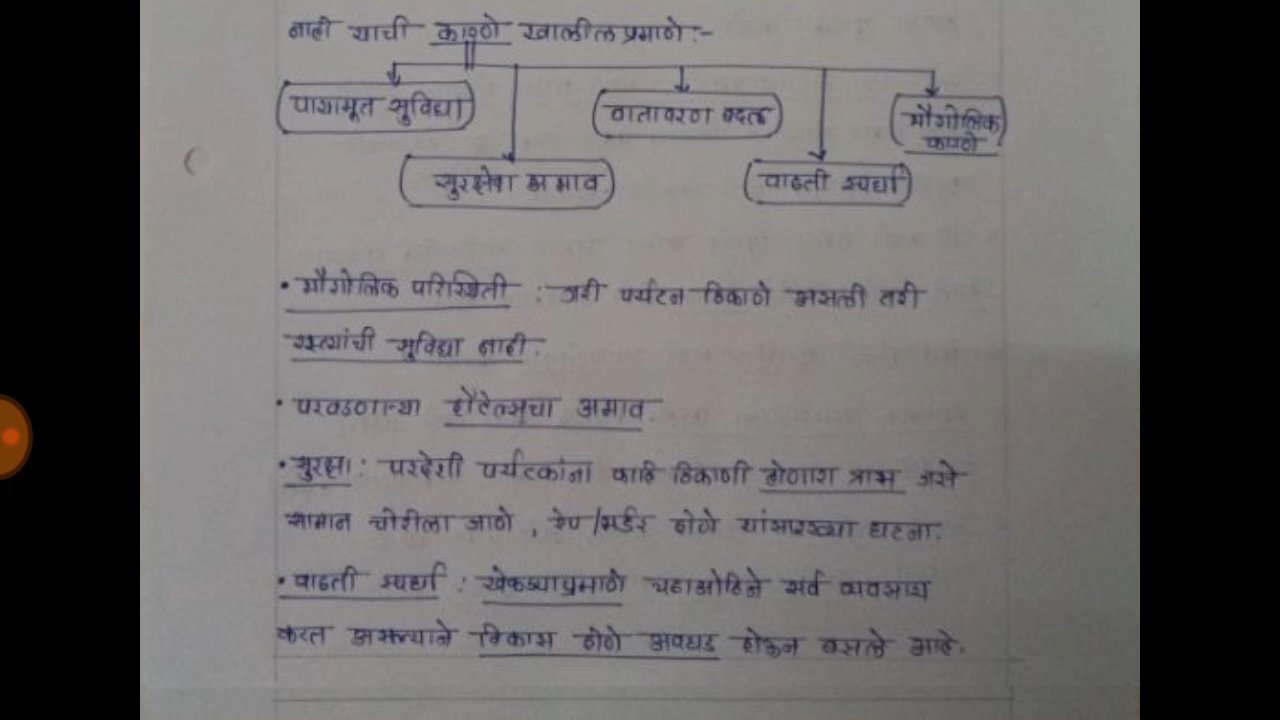 नाही याची कारणे खालीलप्रमाणे :-
पायाभूत सुविधा
वातावरण बदल
भौगोलिक
कारणे
सुरक्षेचा अभाव
वाढती स्पर्धा
• भौगोलिक परिस्थिती : जरी पर्यटन ठिकाणे असली तरी
रस्त्यांची सुविधा नाही.
• परवडणाऱ्या हॉटेल्सचा अभाव.
• सुरक्षा : परदेशी पर्यटकांना काहि ठिकाणी होणारा त्रास जसे
सामान चोरीला जाणे , रेप /मर्डर होणे यांसारख्या घटना.
• वाढती स्पर्धा : खेकड्याप्रमाणे चढाओढिने सर्व व्यवसाय
करत असल्याने विकास होणे अवघड होऊन बसले आहे.